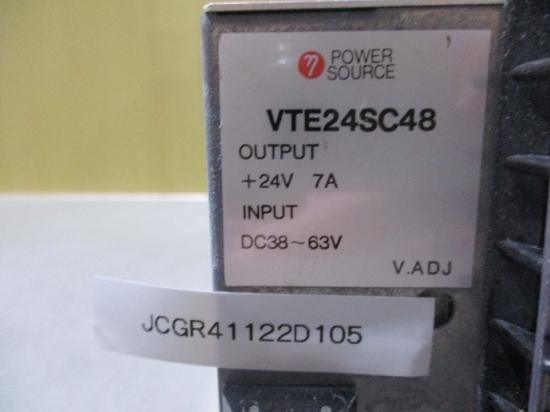 η POWER
SOURCE
VTE24SC48
OUTPUT
+24V 7A
INPUT
DC38~63V
V.ADJ
JCGR41122D105